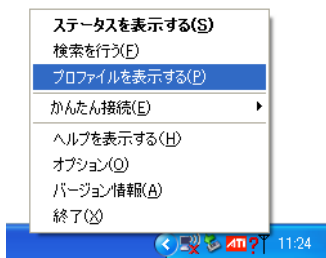 ステータスを表示する(S)
検索を行う(F)
プロファイルを表示する(P)
かんたん接続(E)
ヘルプを表示する(H)
オプション(O)
バージョン情報(A)
終了(X)
ATI ? 11:24